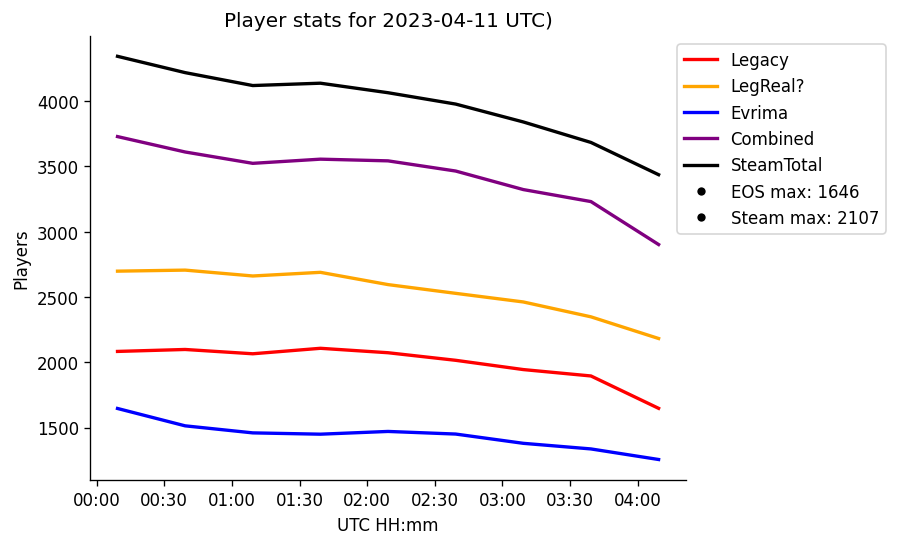 Player stats for 2023-04-11 UTC)
Legacy
LegReal?
Evrima
Combined
SteamTotal
EOS max: 1646
Steam max: 2107
Players
4000
3500
3000
2500
2000
1500
00:00 00:30 01:00 01:30 02:00 02:30 03:00 03:30 04:00
UTC HH:mm